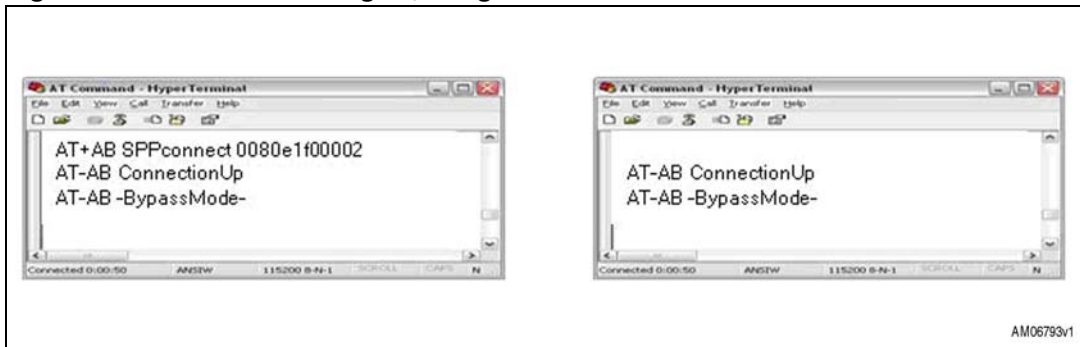 AT Command - HyperTerminal
File Edit View Call Transfer Help
AT+AB SPPconnect 0080e1f00002
AT-AB ConnectionUp
AT-AB -BypassMode-
Connected 0:00:50 ANSIW 115200 8-N-1 SCROLL CAPS N
AT Command - HyperTerminal
File Edit View Call Transfer Help
AT-AB ConnectionUp
AT-AB -BypassMode-
Connected 0:00:50 ANSIW 115200 8-N-1 SCROLL CAPS N
AM06793v1